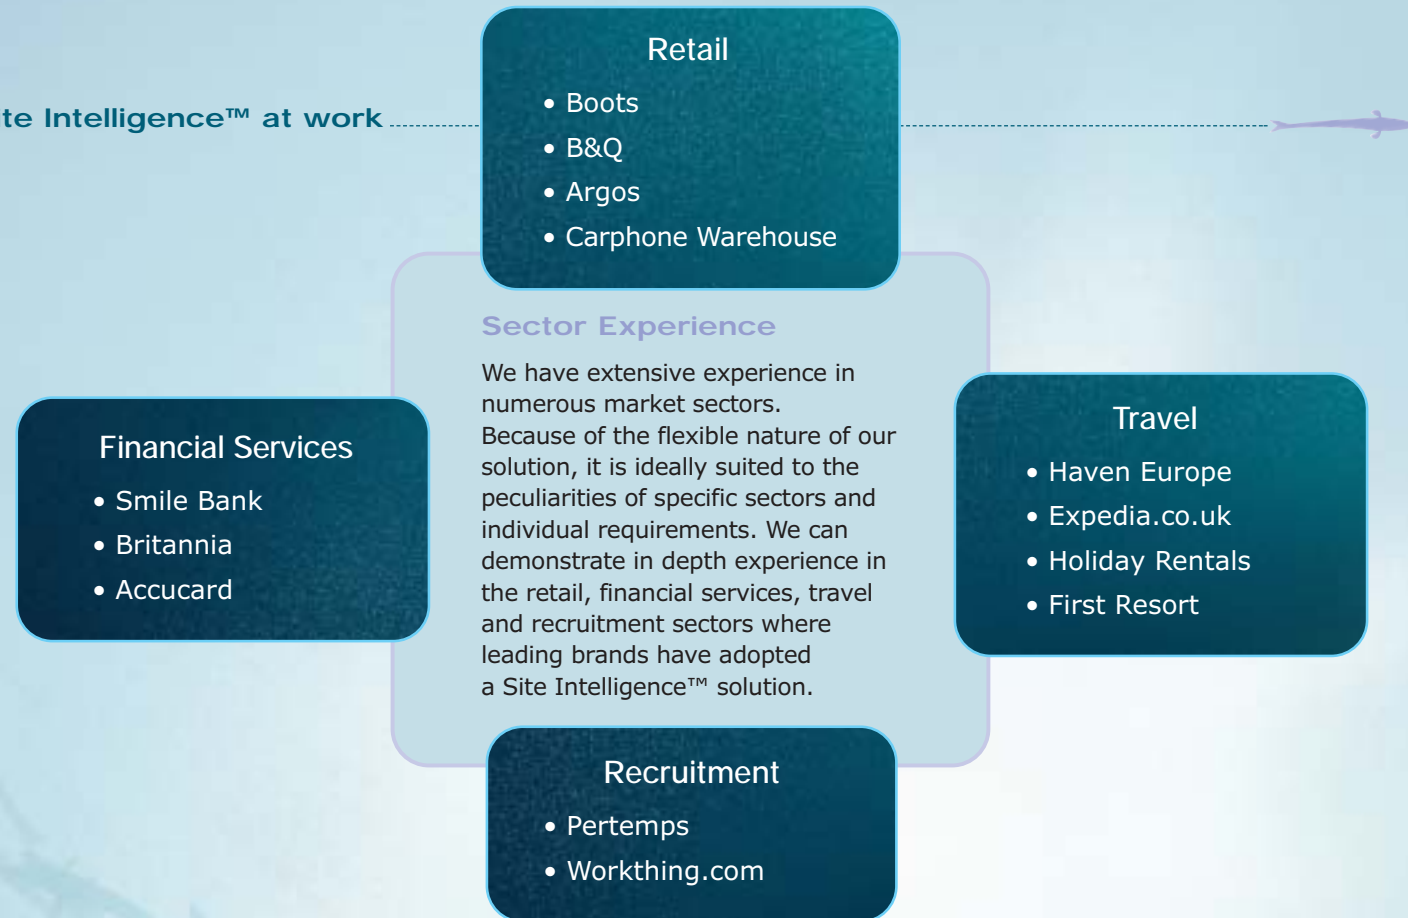 Retail
• Boots
• B&Q
• Argos
• Carphone Warehouse
te Intelligence™ at work
Sector Experience
We have extensive experience in
numerous market sectors.
Because of the flexible nature of our
solution, it is ideally suited to the
peculiarities of specific sectors and
individual requirements. We can
demonstrate in depth experience in
the retail, financial services, travel
and recruitment sectors where
leading brands have adopted
a Site Intelligence™ solution.
Financial Services
• Smile Bank
• Britannia
• Accucard
Travel
• Haven Europe
• Expedia.co.uk
• Holiday Rentals
• First Resort
Recruitment
• Pertemps
• Workthing.com